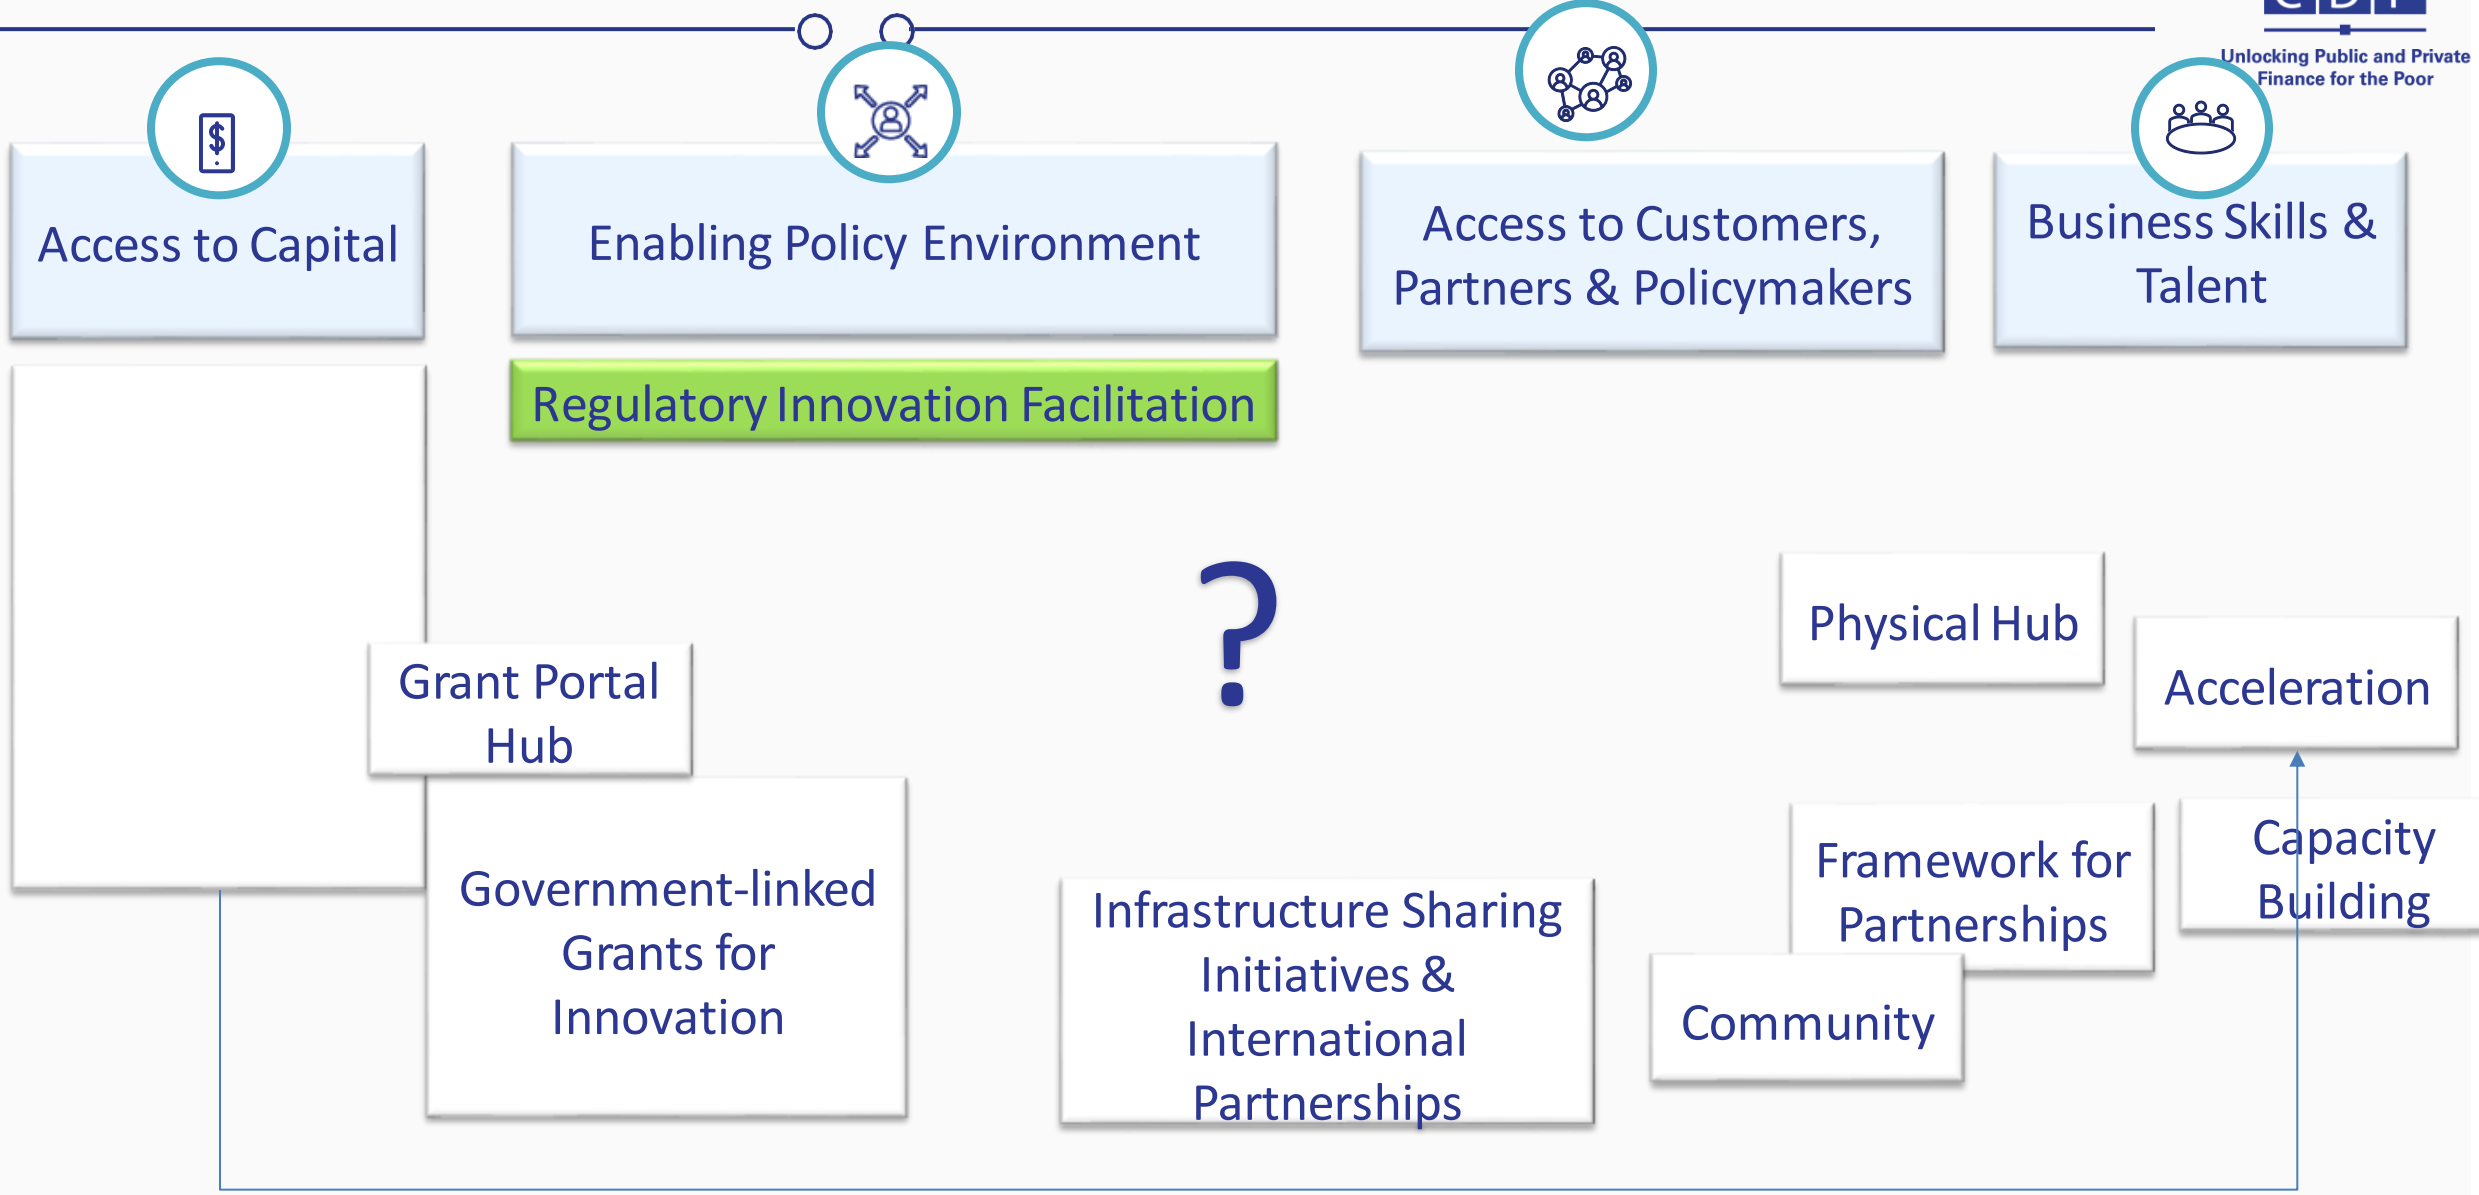 CDF
Unlocking Public and Private
Finance for the Poor
Access to Capital
Enabling Policy Environment
Access to Customers,
Partners & Policymakers
Business Skills &
Talent
Regulatory Innovation Facilitation
?
Physical Hub
Grant Portal
Hub
Acceleration
Government-linked
Grants for
Innovation
Infrastructure Sharing
Initiatives &
International
Partnerships
Framework for
Partnerships
Capacity
Building
Community